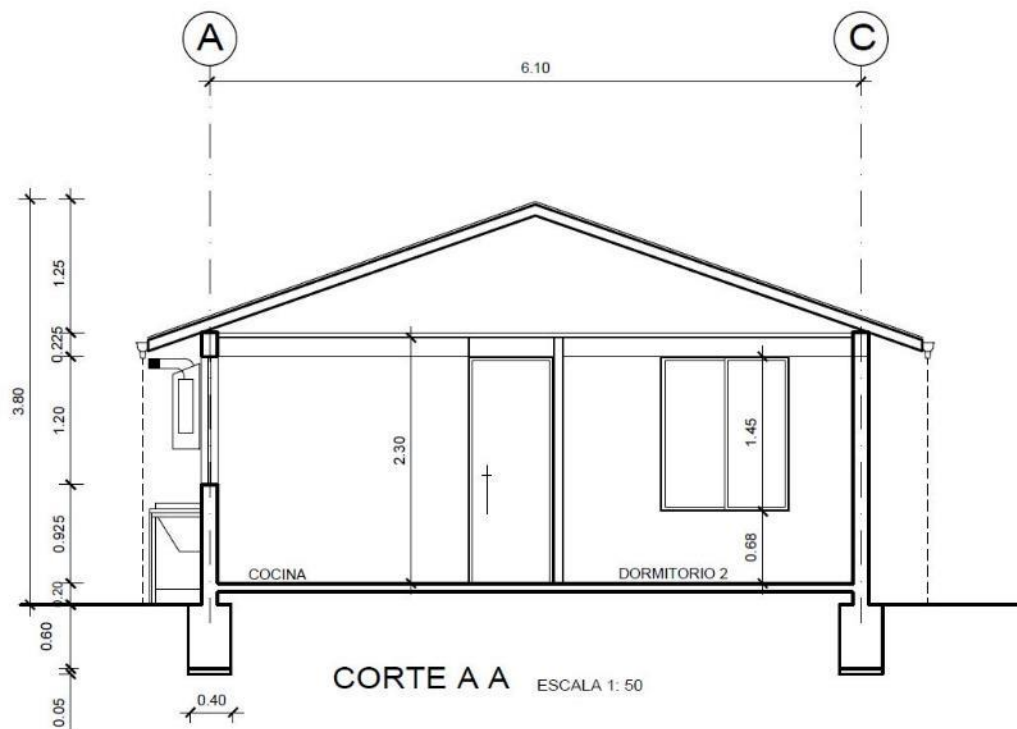 A
C
6.10
1.25
0.225
3.80
1.20
2.30
1.45
0.925
0.68
COCINA
DORMITORIO 2
0.20
0.60
CORTE A A
ESCALA 1: 50
0.40
0.05